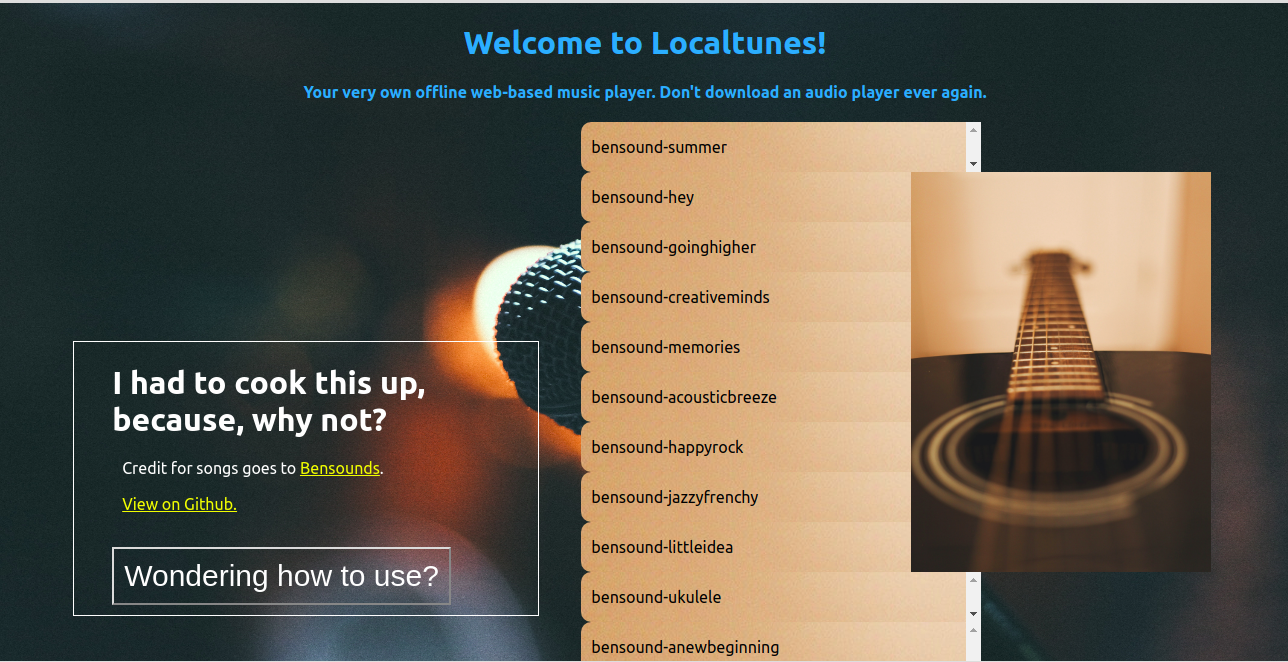 Welcome to Localtunes!
Your very own offline web-based music player. Don't download an audio player ever again.
bensound-summer
bensound-hey
bensound-goinghigher
bensound-creativeminds
bensound-memories
bensound-acousticbreeze
bensound-happyrock
bensound-jazzyfrenchy
bensound-littleidea
bensound-ukulele
bensound-anewbeginning
I had to cook this up,
because, why not?
Credit for songs goes to Bensounds.
View on Github.
Wondering how to use?